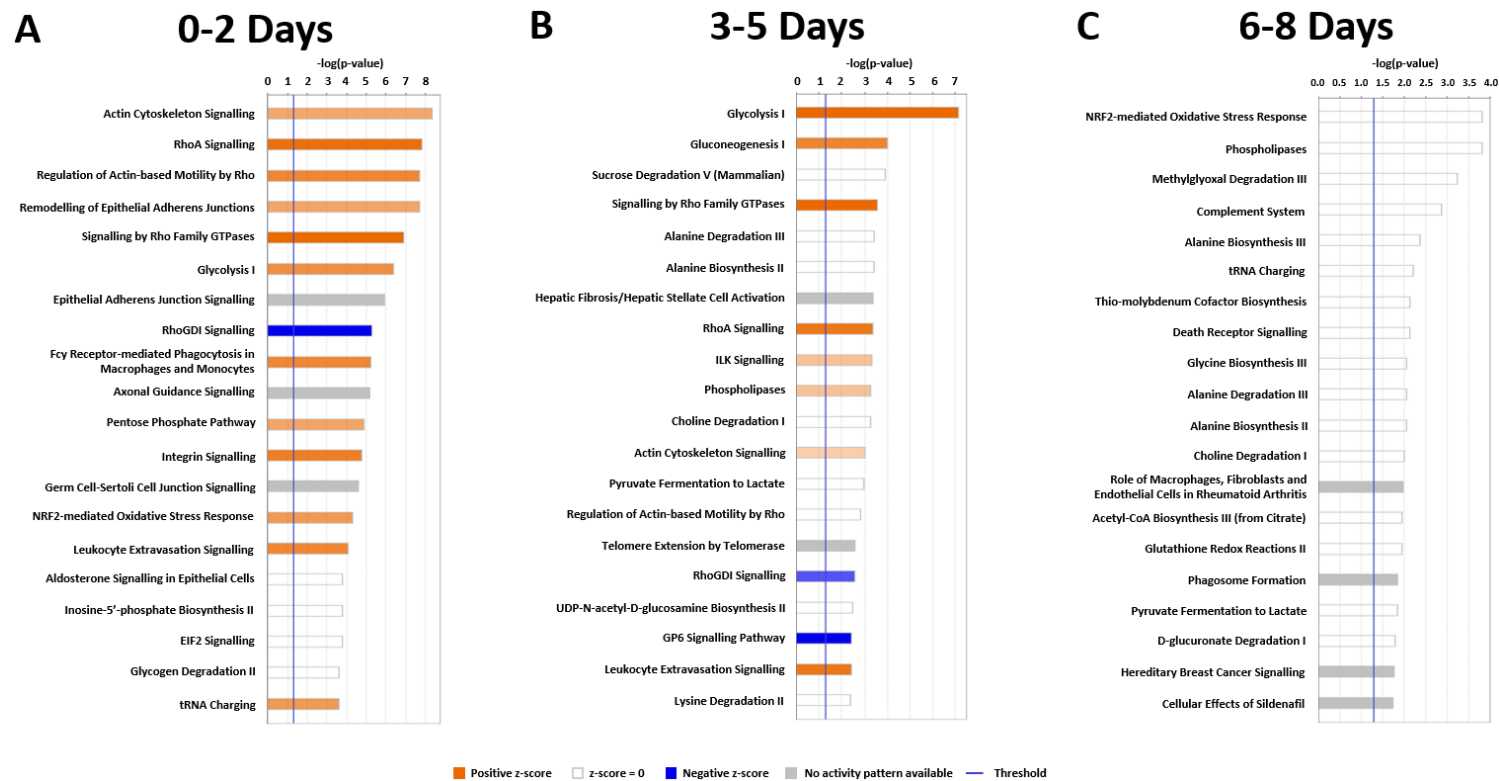 A
0-2 Days
-log(p-value)
0 1 2 3 4 5 6 7 8
Actin Cytoskeleton Signalling
RhoA Signalling
Regulation of Actin-based Motility by Rho
Remodelling of Epithelial Adherens Junctions
Signalling by Rho Family GTPases
Glycolysis I
Epithelial Adherens Junction Signalling
RhoGDI Signalling
Fcy Receptor-mediated Phagocytosis in
Macrophages and Monocytes
Axonal Guidance Signalling
Pentose Phosphate Pathway
Integrin Signalling
Germ Cell-Sertoli Cell Junction Signalling
NRF2-mediated Oxidative Stress Response
Leukocyte Extravasation Signalling
Aldosterone Signalling in Epithelial Cells
Inosine-5’-phosphate Biosynthesis II
EIF2 Signalling
Glycogen Degradation II
tRNA Charging
B
3-5 Days
-log(p-value)
0 1 2 3 4 5 6 7
Glycolysis I
Gluconeogenesis I
Sucrose Degradation V (Mammalian)
Signalling by Rho Family GTPases
Alanine Degradation III
Alanine Biosynthesis II
Hepatic Fibrosis/Hepatic Stellate Cell Activation
RhoA Signalling
ILK Signalling
Phospholipases
Choline Degradation I
Actin Cytoskeleton Signalling
Pyruvate Fermentation to Lactate
Regulation of Actin-based Motility by Rho
Telomere Extension by Telomerase
RhoGDI Signalling
UDP-N-acetyl-D-glucosamine Biosynthesis II
GP6 Signalling Pathway
Leukocyte Extravasation Signalling
Lysine Degradation II
C
6-8 Days
-log(p-value)
0.0 0.5 1.0 1.5 2.0 2.5 3.0 3.5 4.0
NRF2-mediated Oxidative Stress Response
Phospholipases
Methylglyoxal Degradation III
Complement System
Alanine Biosynthesis III
tRNA Charging
Thio-molybdenum Cofactor Biosynthesis
Death Receptor Signalling
Glycine Biosynthesis III
Alanine Degradation III
Alanine Biosynthesis II
Choline Degradation I
Role of Macrophages, Fibroblasts and
Endothelial Cells in Rheumatoid Arthritis
Acetyl-CoA Biosynthesis III (from Citrate)
Glutathione Redox Reactions II
Phagosome Formation
Pyruvate Fermentation to Lactate
D-glucuronate Degradation I
Hereditary Breast Cancer Signalling
Cellular Effects of Sildenafil
Positive z-score z-score = 0 Negative z-score No activity pattern available Threshold